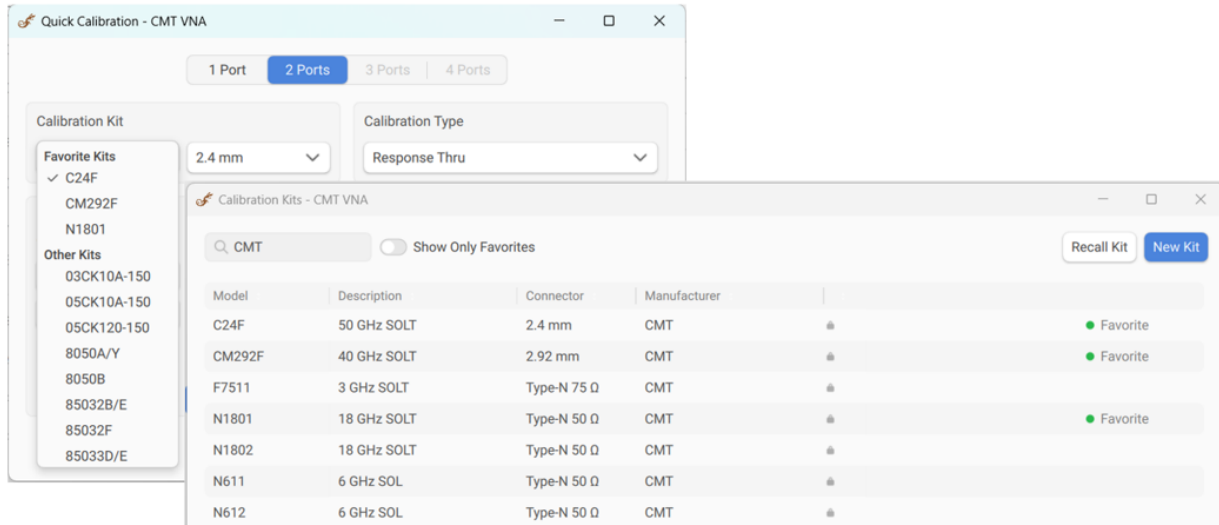 Quick Calibration - CMT VNA
1 Port 2 Ports 3 Ports 4 Ports
Calibration Kit
Calibration Type
Favorite Kits
C24F
CM292F
N1801
Other Kits
03CK10A-150
05CK10A-150
05CK120-150
8050A/Y
8050B
85032B/E
85032F
85033D/E
2.4 mm
Response Thru
Calibration Kits - CMT VNA
CMT
Show Only Favorites
Recall Kit
New Kit
Model Description Connector Manufacturer
C24F 50 GHz SOLT 2.4 mm CMT Favorite
CM292F 40 GHz SOLT 2.92 mm CMT Favorite
F7511 3 GHz SOLT Type-N 75 Ω CMT
N1801 18 GHz SOLT Type-N 50 Ω CMT Favorite
N1802 18 GHz SOLT Type-N 50 Ω CMT
N611 6 GHz SOL Type-N 50 Ω CMT
N612 6 GHz SOL Type-N 50 Ω CMT